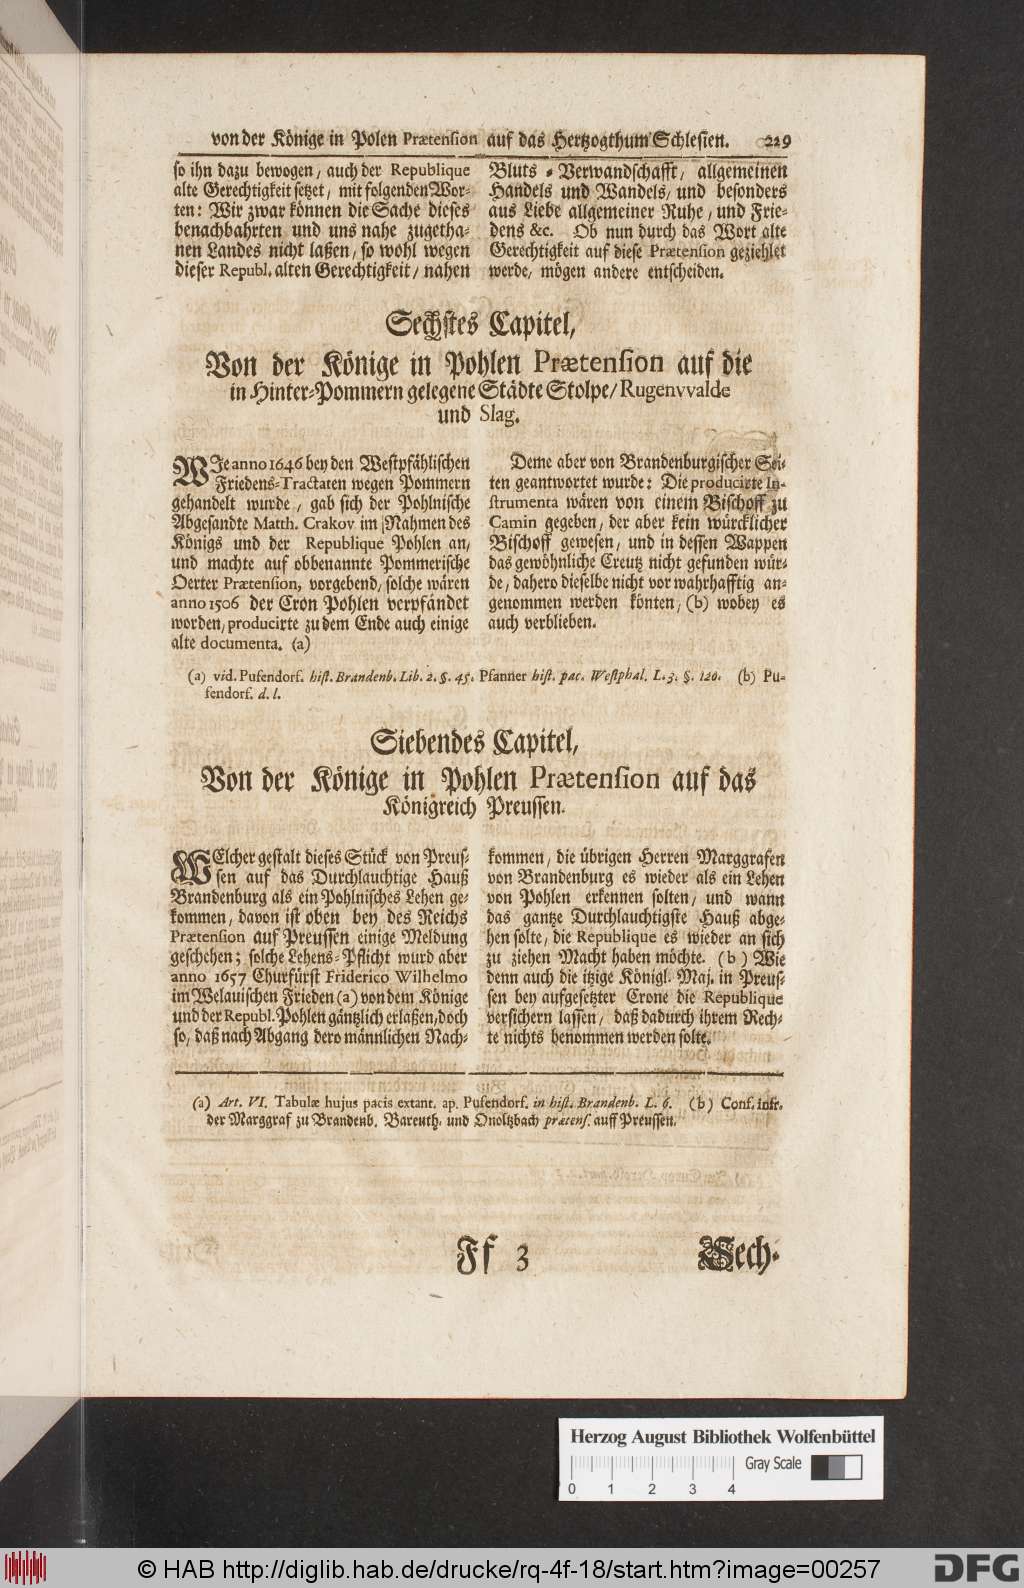 von der Könige in Polen Prætension auf das Hertzogthum Schlesien. 229
so ihn dazu bewogen, auch der Republique
alte Gerechtigkeit setzet, mit folgenden Wor-
ten: Wir zwar können die Sache dieses
benachbahrten und uns nahe zugetha-
nen Landes nicht laßen, so wohl wegen
dieser Republ. alten Gerechtigkeit, nahen
Bluts-Verwandschafft, allgemeinen
Handels und Wandels, und besonders
aus Liebe allgemeiner Ruhe, und Frie-
dens &c. Ob nun durch das Wort alte
Gerechtigkeit auf diese Prætension geziehlet
werde, mögen andere entscheiden.
Sechstes Capitel,
Von der Könige in Pohlen Prætension auf die
in Hinter-Pommern gelegene Städte Stolpe/ Rugenvvalde
und Slag.
WIe anno 1646 bey den Westpfählischen
Friedens-Tractaten wegen Pommern
gehandelt wurde, gab sich der Pohlnische
Abgesandte Matth. Crakov im Nahmen des
Königs und der Republique Pohlen an,
und machte auf obbenannte Pommerische
Oerter Prætension, vorgebend, solche wären
anno 1506 der Cron Pohlen verpfändet
worden, producirte zu dem Ende auch einige
alte documenta. (a)
Deme aber von Brandenburgischer Sei-
ten geantwortet wurde: Die producirte In-
strumenta wären von einem Bischoff zu
Camin gegeben, der aber kein würcklicher
Bischoff gewesen, und in dessen Wappen
das gewöhnliche Creutz nicht gefunden wür-
de, dahero dieselbe nicht vor wahrhafftig an-
genommen werden könten, (b) wobey es
auch verblieben.
(a) vid. Pufendorf. hist. Brandenb. Lib. 2. §. 45. Pfanner hist. pac. Westphal. L. 3. §. 120. (b) Pu-
fendorf. d. l.
Siebendes Capitel,
Von der Könige in Pohlen Prætension auf das
Königreich Preussen.
WElcher gestalt dieses Stück von Preus-
sen auf das Durchlauchtige Hauß
Brandenburg als ein Pohlnisches Lehen ge-
kommen, davon ist oben bey des Reichs
Prætension auf Preussen einige Meldung
geschehen; solche Lehens-Pflicht wurd aber
anno 1657 Churfürst Friderico Wilhelmo
im Welauischen Frieden (a) von dem Könige
und der Republ. Pohlen gäntzlich erlaßen, doch
so, daß nach Abgang dero männlichen Nach-
kommen, die übrigen Herren Marggrafen
von Brandenburg es wieder als ein Lehen
von Pohlen erkennen solten, und wann
das gantze Durchlauchtigste Hauß abge-
hen solte, die Republique es wieder an sich
zu ziehen Macht haben möchte. (b) Wie
denn auch die itzige Königl. Maj. in Preus-
sen bey aufgesetzter Crone die Republique
versichern lassen, daß dadurch ihrem Rech-
te nichts benommen werden solte.
(a) Art. VI. Tabulæ hujus pacis extant. ap. Pufendorf. in hist. Brandenb. L. 6. (b) Conf. infr.
der Marggraf zu Brandenb. Bareuth. und Onoltzbach prætens. auff Preussen.
Ff 3 Sech-
Herzog August Bibliothek Wolfenbüttel
Gray Scale
0 1 2 3 4
© HAB http://diglib.hab.de/drucke/rq-4f-18/start.htm?image=00257 DFG